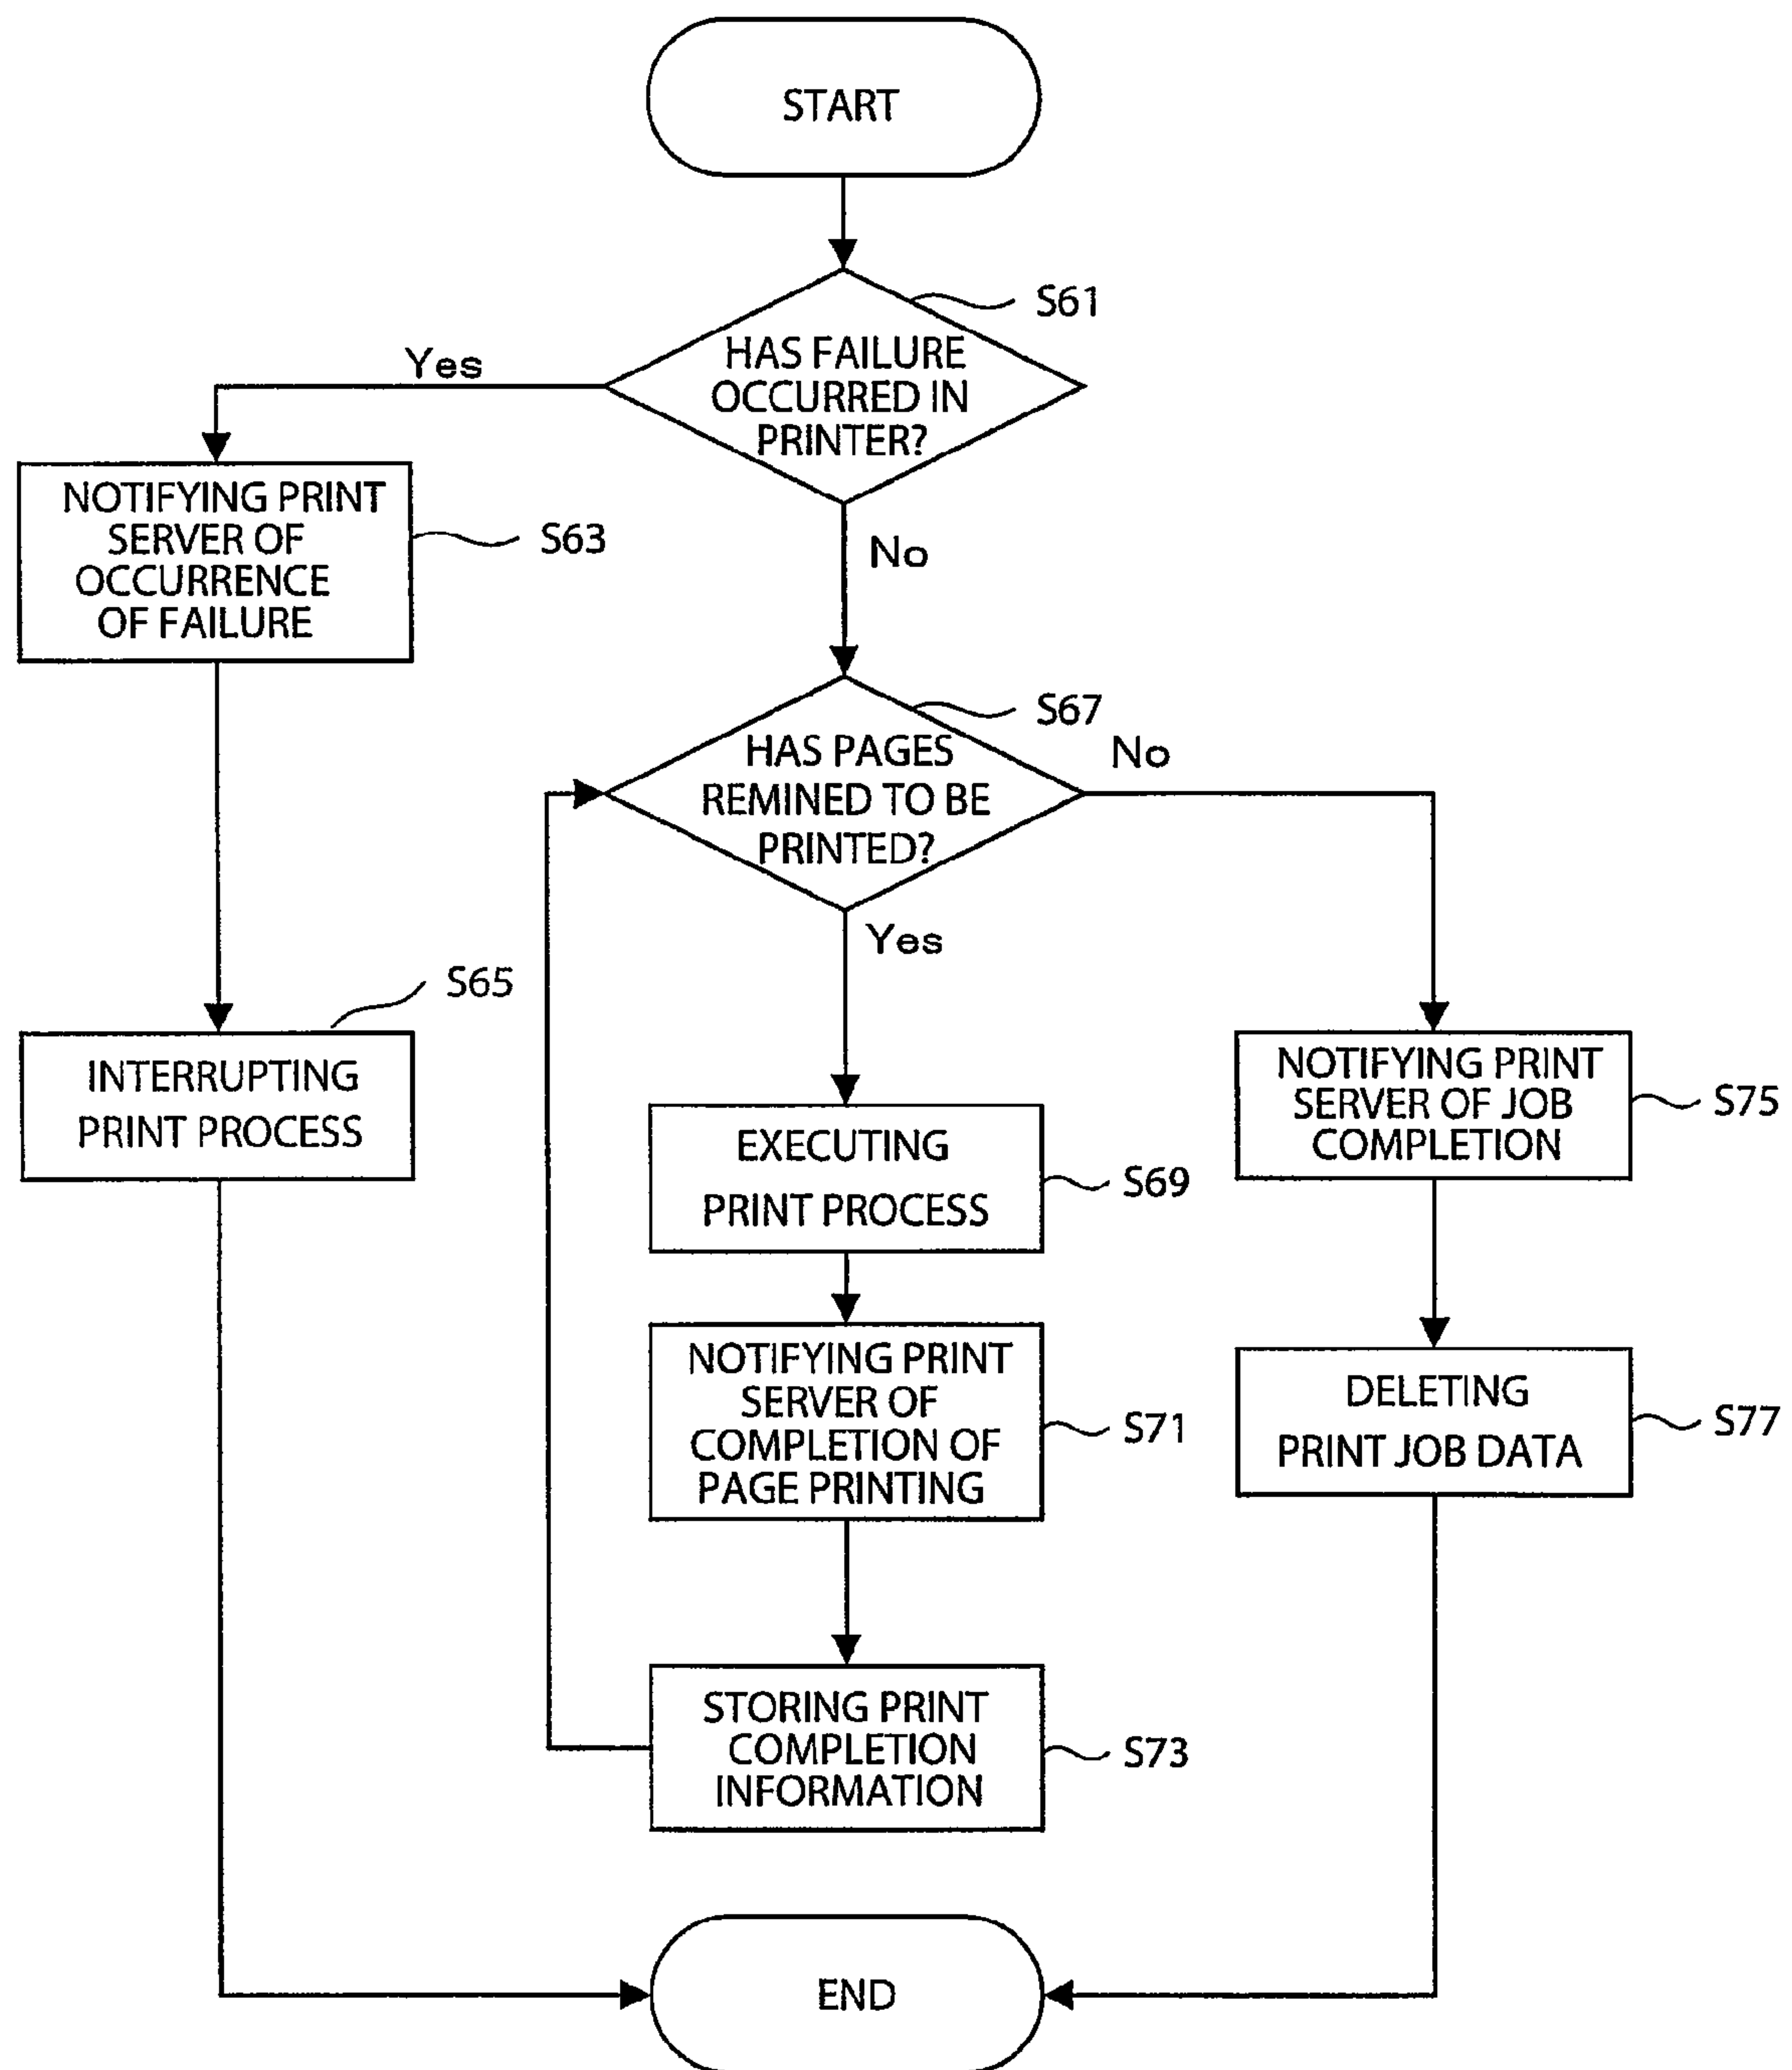 START
S61
HAS FAILURE
OCCURRED IN
PRINTER?
Yes
No
NOTIFYING PRINT
SERVER OF
OCCURRENCE
OF FAILURE
S63
S67
HAS PAGES
REMINED TO BE
PRINTED?
No
Yes
S65
INTERRUPTING
PRINT PROCESS
EXECUTING
PRINT PROCESS
S69
NOTIFYING PRINT
SERVER OF JOB
COMPLETION
S75
NOTIFYING PRINT
SERVER OF
COMPLETION OF
PAGE PRINTING
S71
DELETING
PRINT JOB DATA
S77
STORING PRINT
COMPLETION
INFORMATION
S73
END